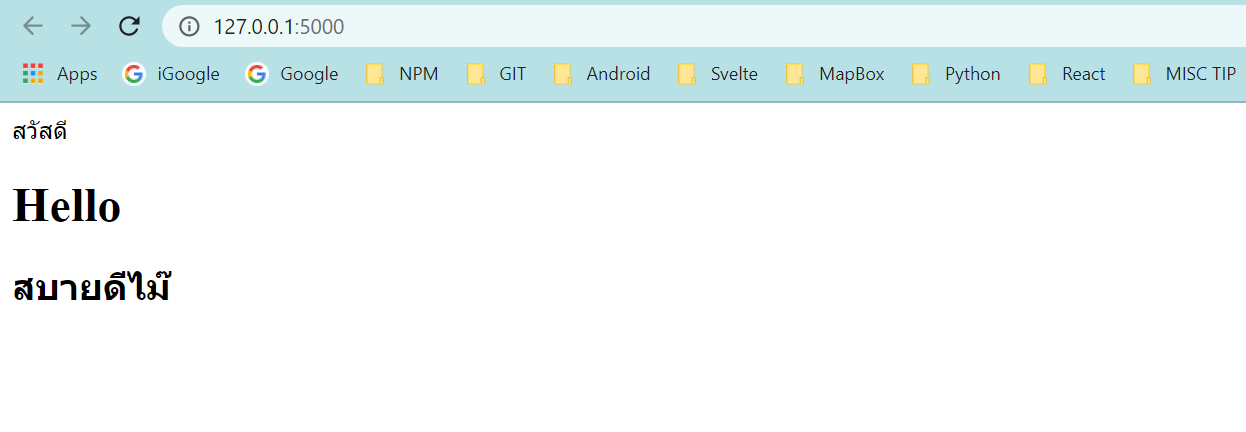 127.0.0.1:5000
Apps iGoogle Google NPM GIT Android Svelte MapBox Python React MISC TIP
สวัสดี
Hello
สบายดีไม๊